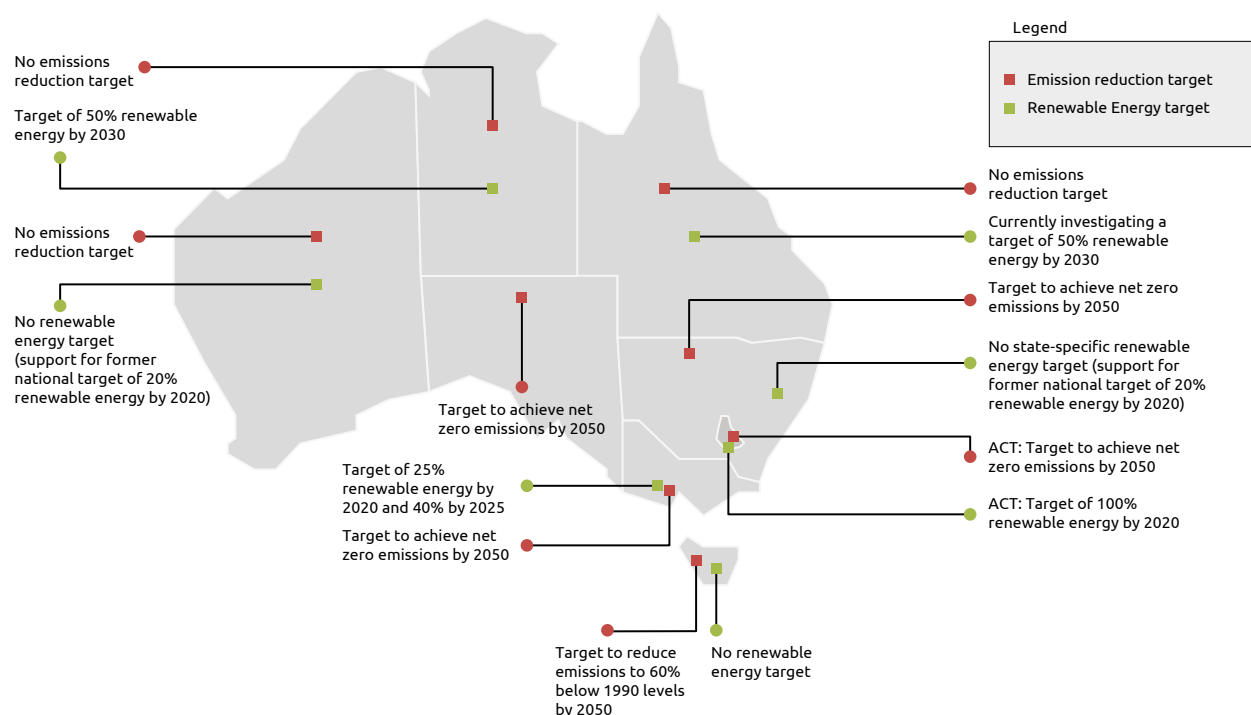 Legend
Emission reduction target
Renewable Energy target
No emissions
reduction target
Target of 50% renewable
energy by 2030
No emissions
reduction target
No renewable
energy target
(support for former
national target of 20%
renewable energy by 2020)
Target to achieve net
zero emissions by 2050
Target of 25%
renewable energy by
2020 and 40% by 2025
Target to achieve net
zero emissions by 2050
Target to reduce
emissions to 60%
below 1990 levels
by 2050
No renewable
energy target
No emissions
reduction target
Currently investigating a
target of 50% renewable
energy by 2030
Target to achieve net zero
emissions by 2050
No state-specific renewable
energy target (support for
former national target of 20%
renewable energy by 2020)
ACT: Target to achieve net
zero emissions by 2050
ACT: Target of 100%
renewable energy by 2020